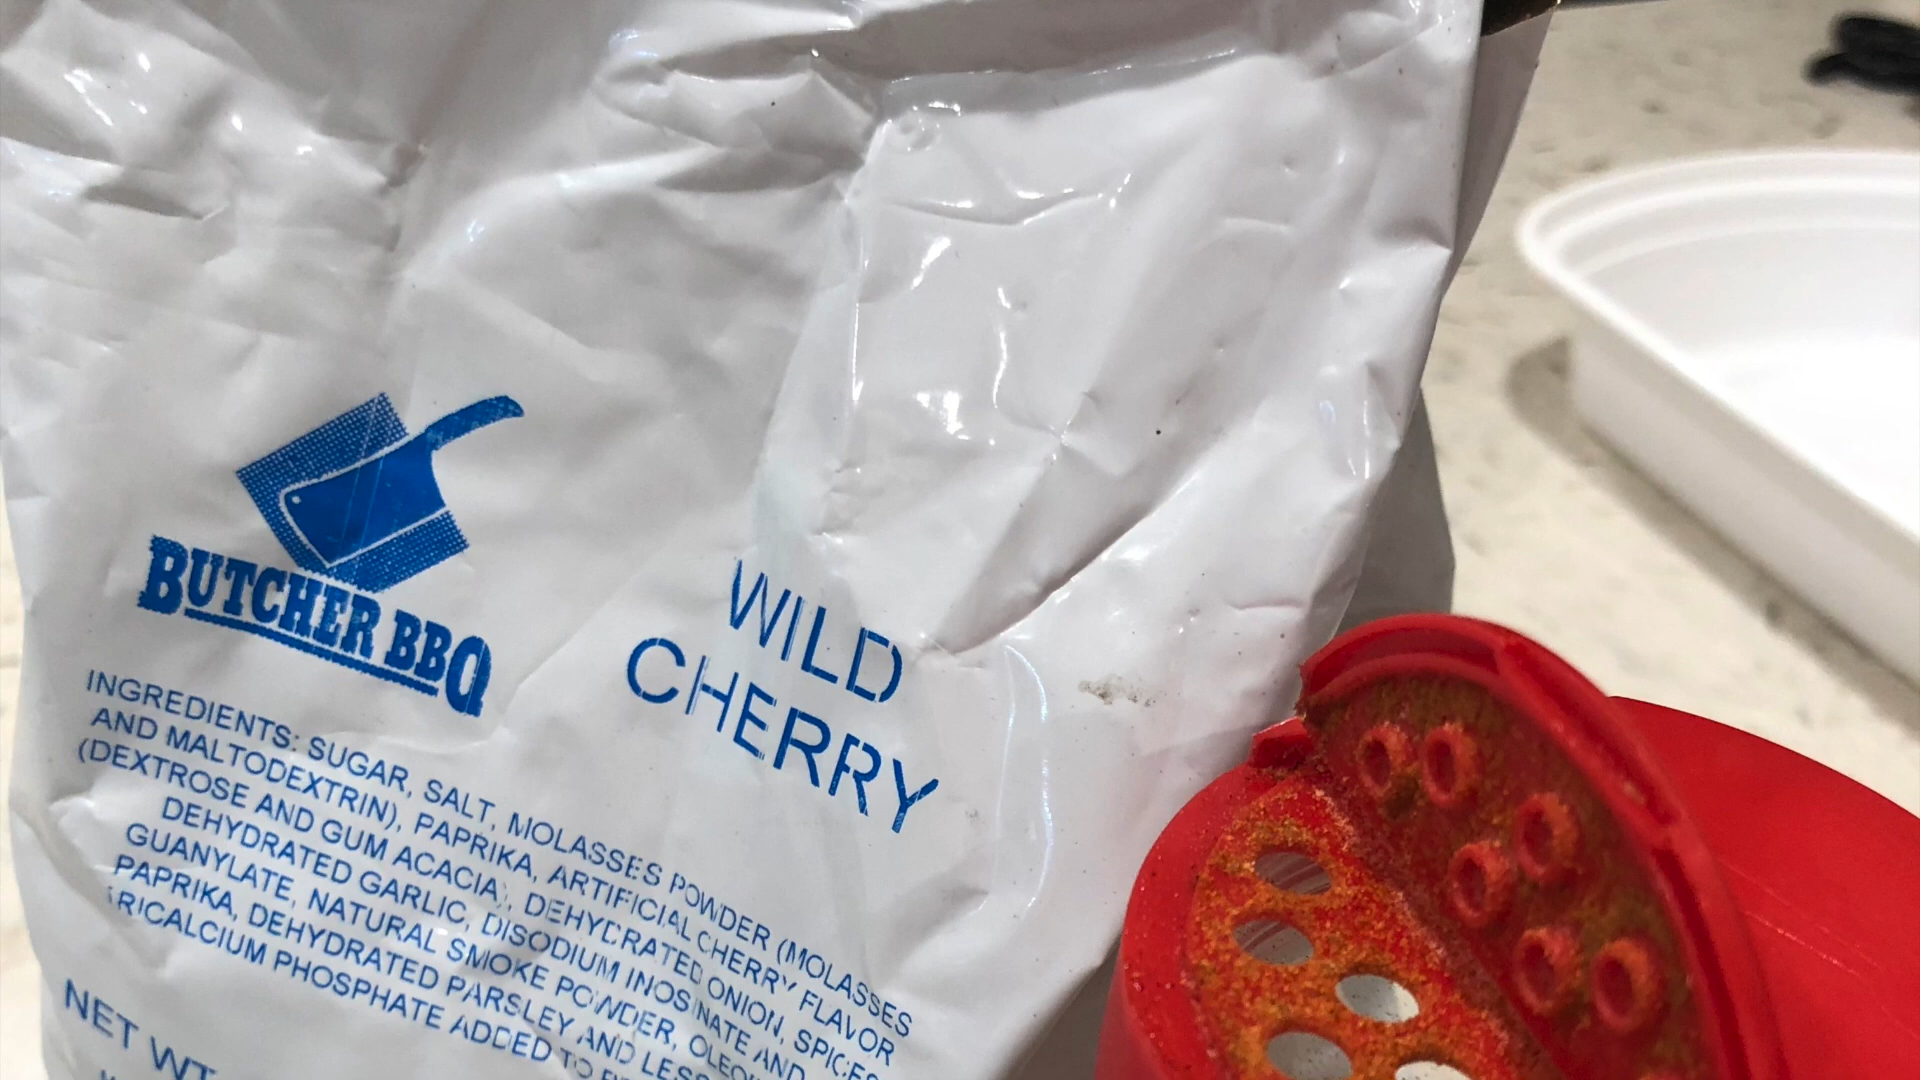 BUTCHER BBQ
WILD
CHERRY
INGREDIENTS: SUGAR, SALT, MOLASSES POWDER (MOLASSES
AND MALTODEXTRIN), PAPRIKA, ARTIFICIAL CHERRY FLAVOR
(DEXTROSE AND GUM ACACIA), DEHYDRATED ONION, SPICES
DEHYDRATED GARLIC, DISODIUM INOSINATE AND
GUANYLATE, NATURAL SMOKE POWDER,
PAPRIKA, DEHYDRATED PARSLEY AND LESS
TRICALCIUM PHOSPHATE ADDED TO
NET WT